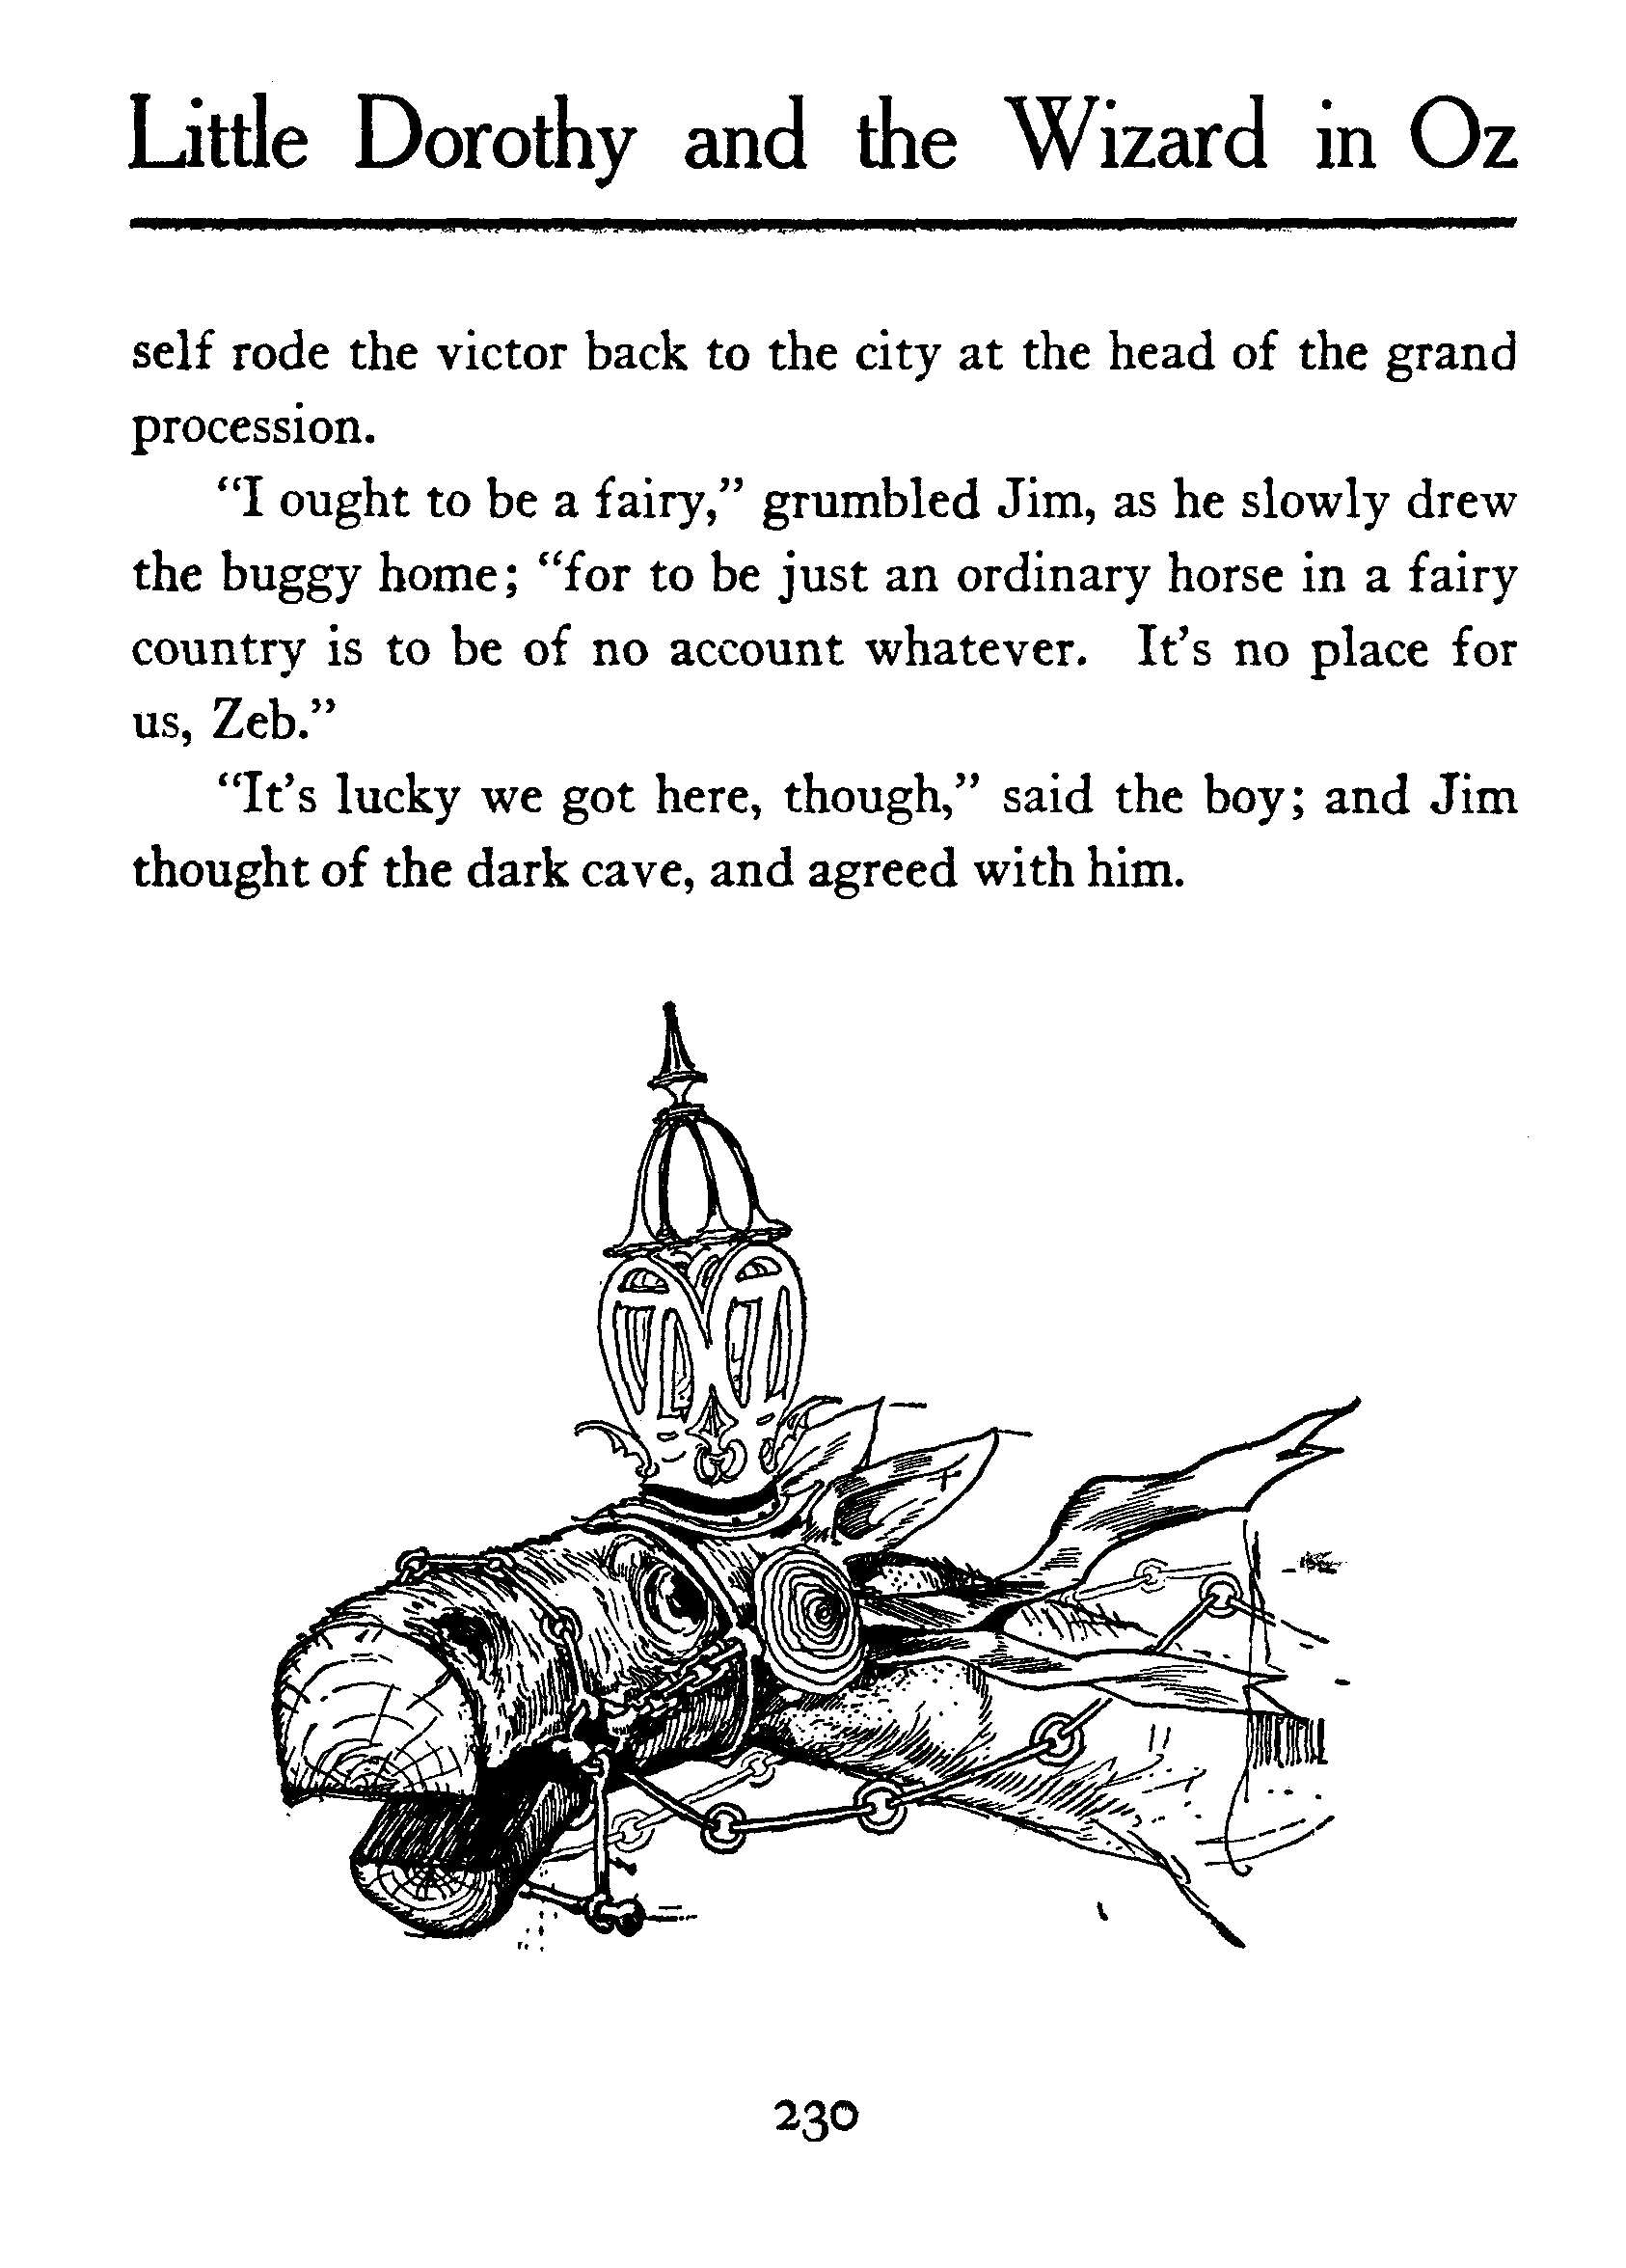 Little Dorothy and the Wizard in Oz
self rode the victor back to the city at the head of the grand
procession.
“I ought to be a fairy,” grumbled Jim, as he slowly drew
the buggy home; “for to be just an ordinary horse in a fairy
country is to be of no account whatever. It’s no place for
us, Zeb.”
“It’s lucky we got here, though,” said the boy; and Jim
thought of the dark cave, and agreed with him.
230